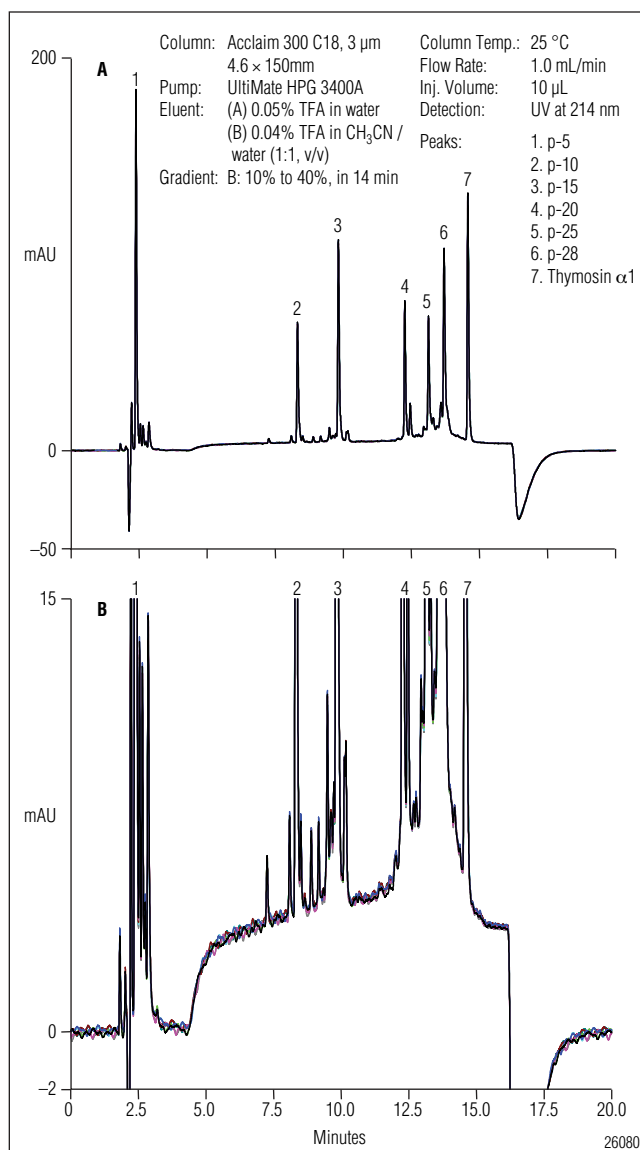 Column: Acclaim 300 C18, 3 µm
4.6 × 150mm
Pump: UltiMate HPG 3400A
Eluent: (A) 0.05% TFA in water
(B) 0.04% TFA in CH₃CN /
water (1:1, v/v)
Gradient: B: 10% to 40%, in 14 min
Column Temp.: 25 °C
Flow Rate: 1.0 mL/min
Inj. Volume: 10 µL
Detection: UV at 214 nm
Peaks: 1. p-5
2. p-10
3. p-15
4. p-20
5. p-25
6. p-28
7. Thymosin α1
A
200
mAU
0
–50
1
2
3
4
5
6
7
B
15
mAU
0
–2
1
2
3
4
5
6
7
0 2.5 5.0 7.5 10.0 12.5 15.0 17.5 20.0
Minutes
26080